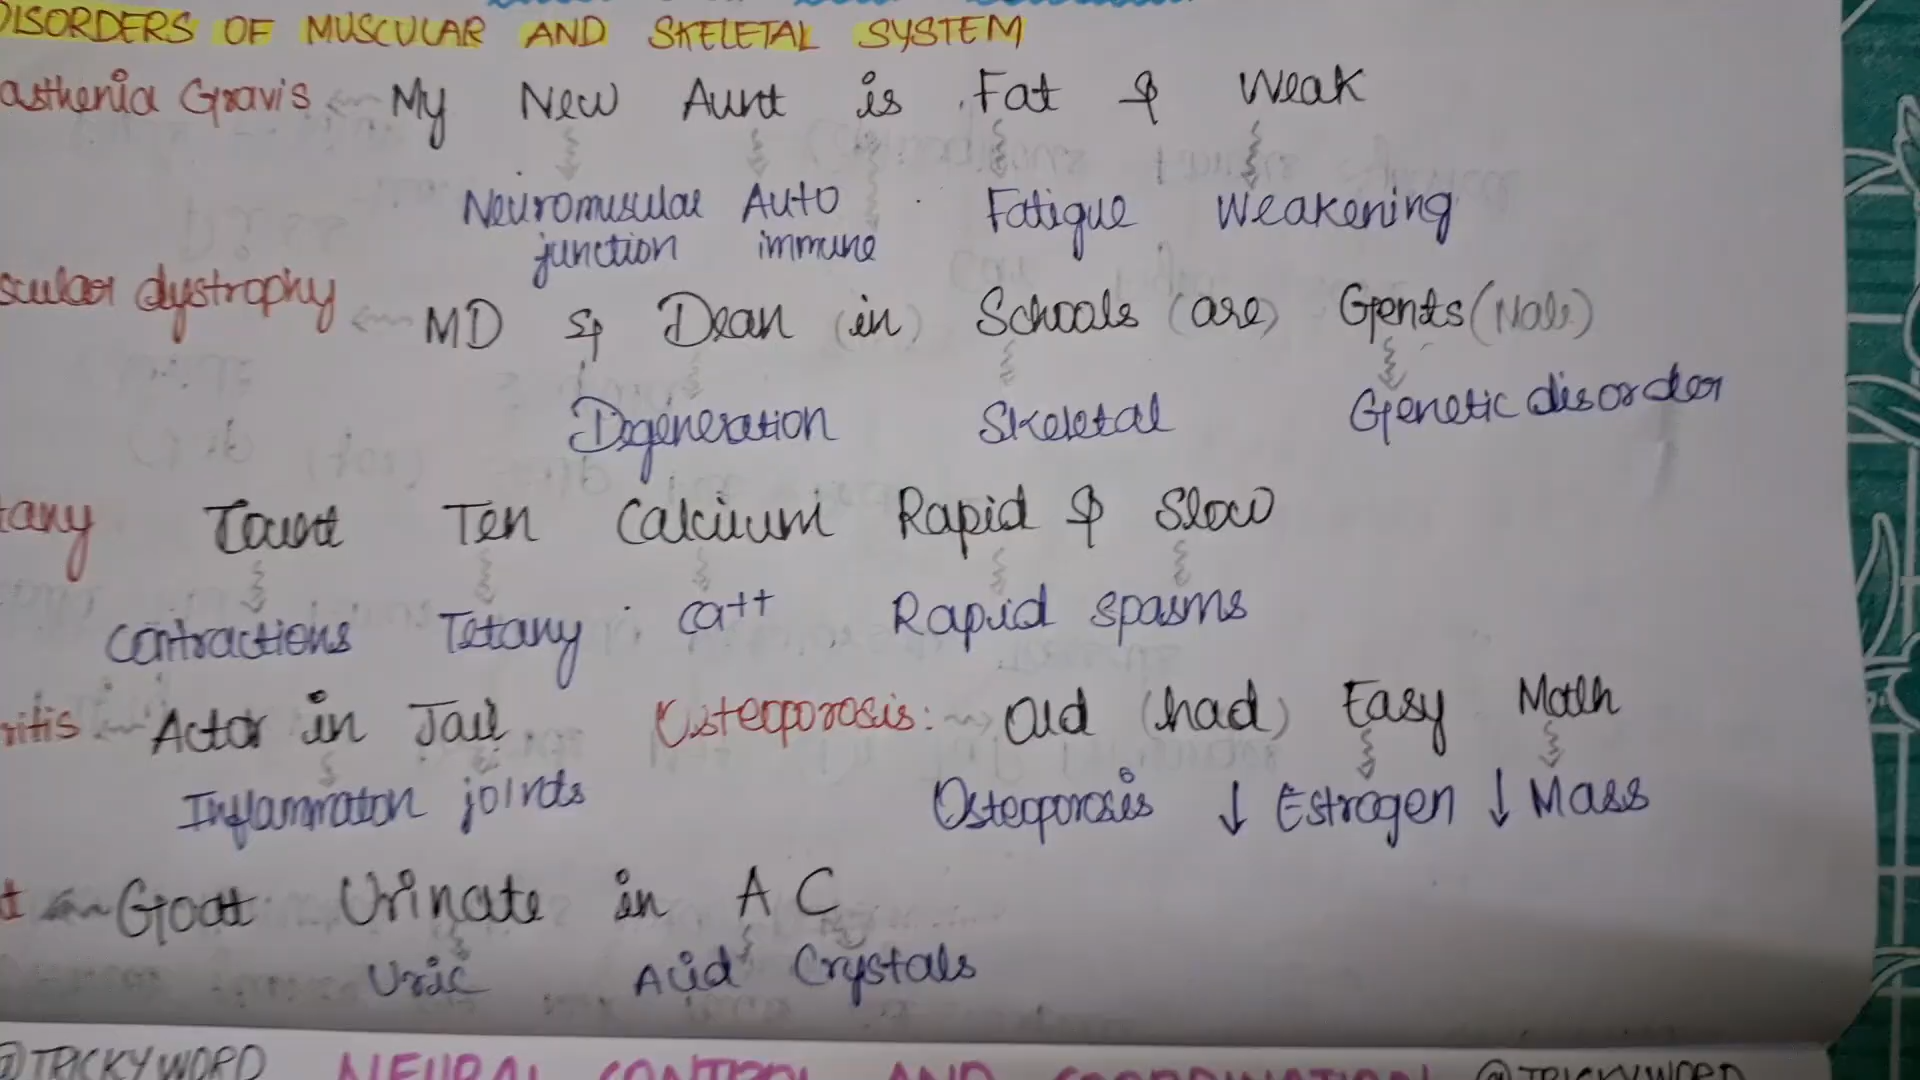 DISORDERS OF MUSCULAR AND SKELETAL SYSTEM
asthenia Gravis My New Aunt is Fat & Weak
Neuromuscular Auto Fatigue Weakening
junction immune
scular dystrophy MD & Dean (in) Schools (are) Gents (Male)
Degeneration Skeletal Genetic disorder
tany Ten Calcium Rapid & Slow
contractions Tetany Ca++ Rapid spasms
ritis Actor in Jail Osteoporosis: Old (had) Easy Math
Inflammaton joints Osteoporosis ↓ Estrogen ↓ Mass
t Goat Urinate in A C
Uric Acid Crystals
@TRICKYWORD NEURAL CONTROL AND COORDINATION @TRICKYWORD